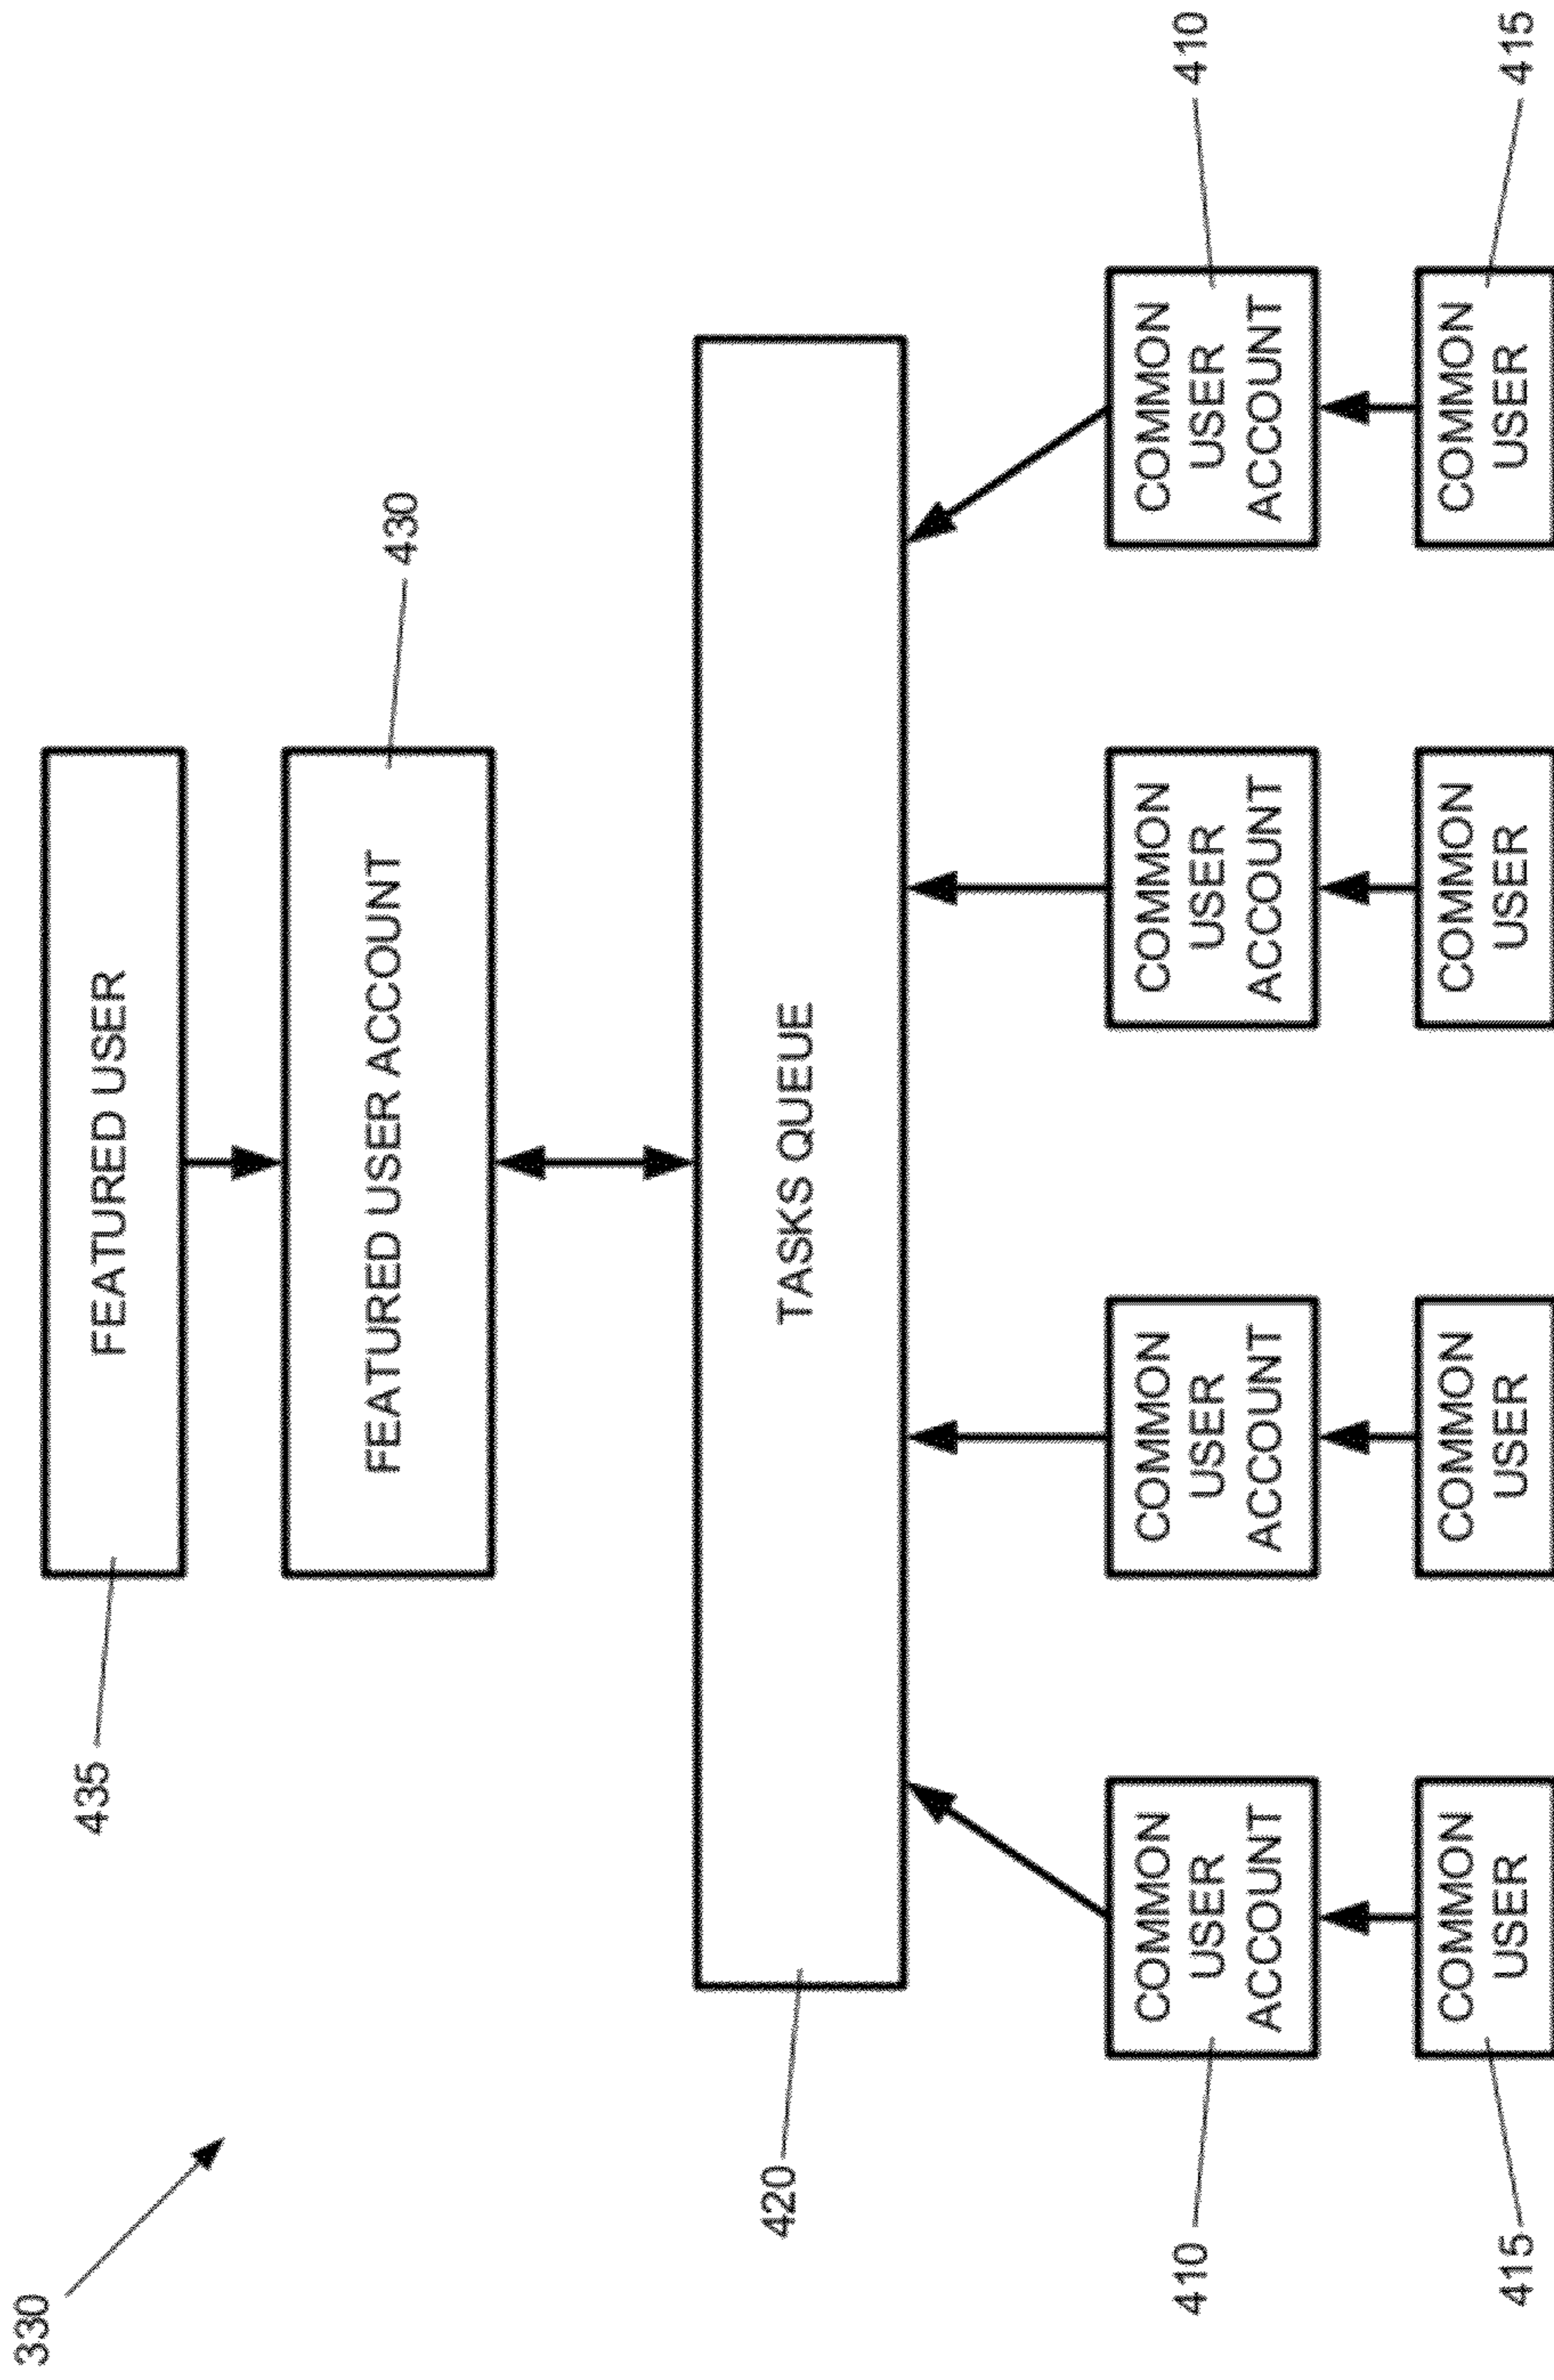 330
435
FEATURED USER
FEATURED USER ACCOUNT
430
420
TASKS QUEUE
410
COMMON
USER
ACCOUNT
COMMON
USER
ACCOUNT
COMMON
USER
ACCOUNT
COMMON
USER
ACCOUNT
410
415
COMMON
USER
COMMON
USER
COMMON
USER
COMMON
USER
415